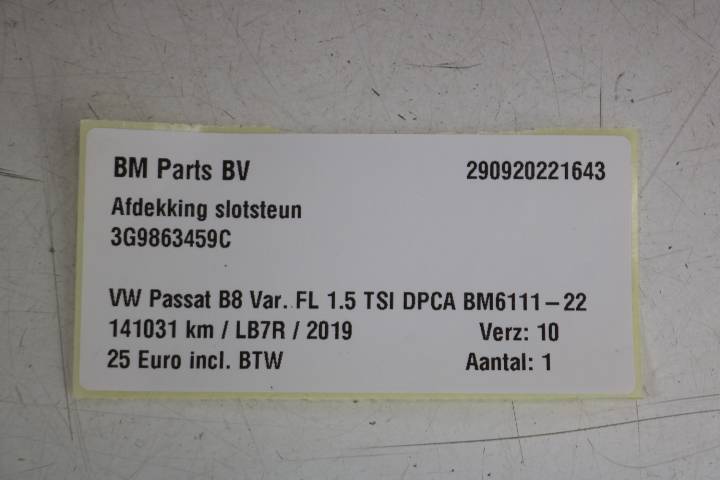 BM Parts BV 290920221643
Afdekking slotsteun
3G9863459C
VW Passat B8 Var. FL 1.5 TSI DPCA BM6111-22
141031 km / LB7R / 2019 Verz: 10
25 Euro incl. BTW Aantal: 1